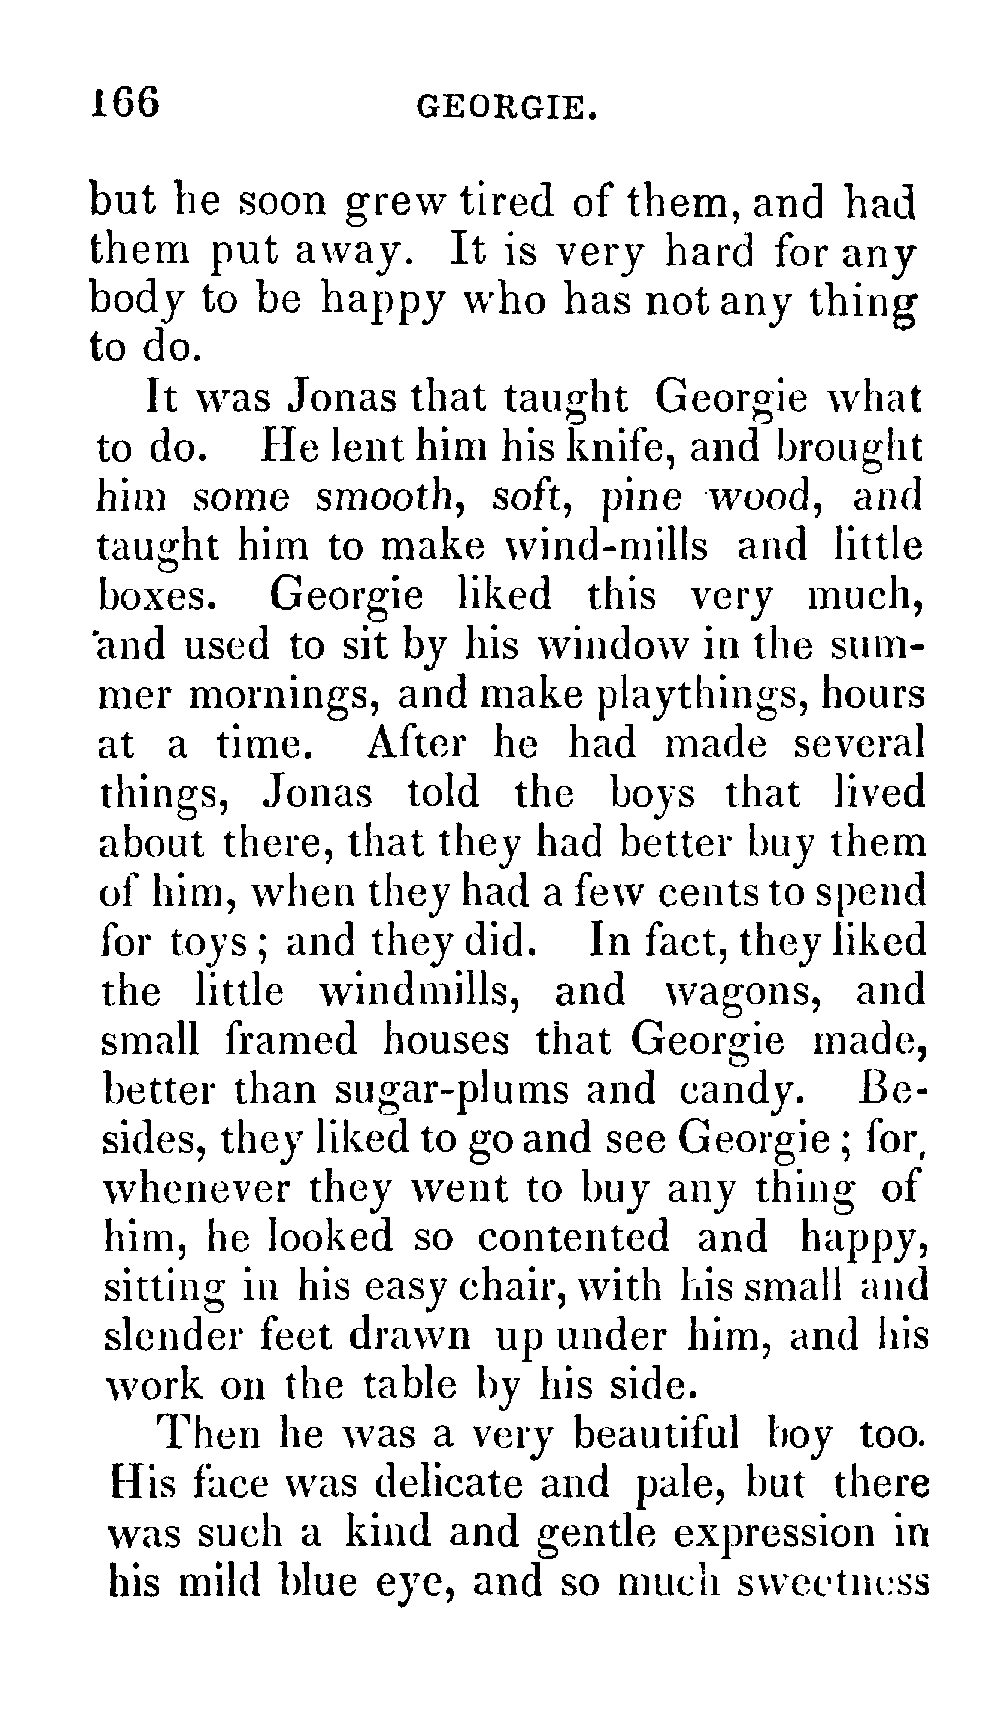 166 GEORGIE.
but he soon grew tired of them, and had
them put away. It is very hard for any
body to be happy who has not any thing
to do.
It was Jonas that taught Georgie what
to do. He lent him his knife, and brought
him some smooth, soft, pine wood, and
taught him to make wind-mills and little
boxes. Georgie liked this very much,
and used to sit by his window in the sum-
mer mornings, and make playthings, hours
at a time. After he had made several
things, Jonas told the boys that lived
about there, that they had better buy them
of him, when they had a few cents to spend
for toys; and they did. In fact, they liked
the little windmills, and wagons, and
small framed houses that Georgie made,
better than sugar-plums and candy. Be-
sides, they liked to go and see Georgie; for,
whenever they went to buy any thing of
him, he looked so contented and happy,
sitting in his easy chair, with his small and
slender feet drawn up under him, and his
work on the table by his side.
Then he was a very beautiful boy too.
His face was delicate and pale, but there
was such a kind and gentle expression in
his mild blue eye, and so much sweetness